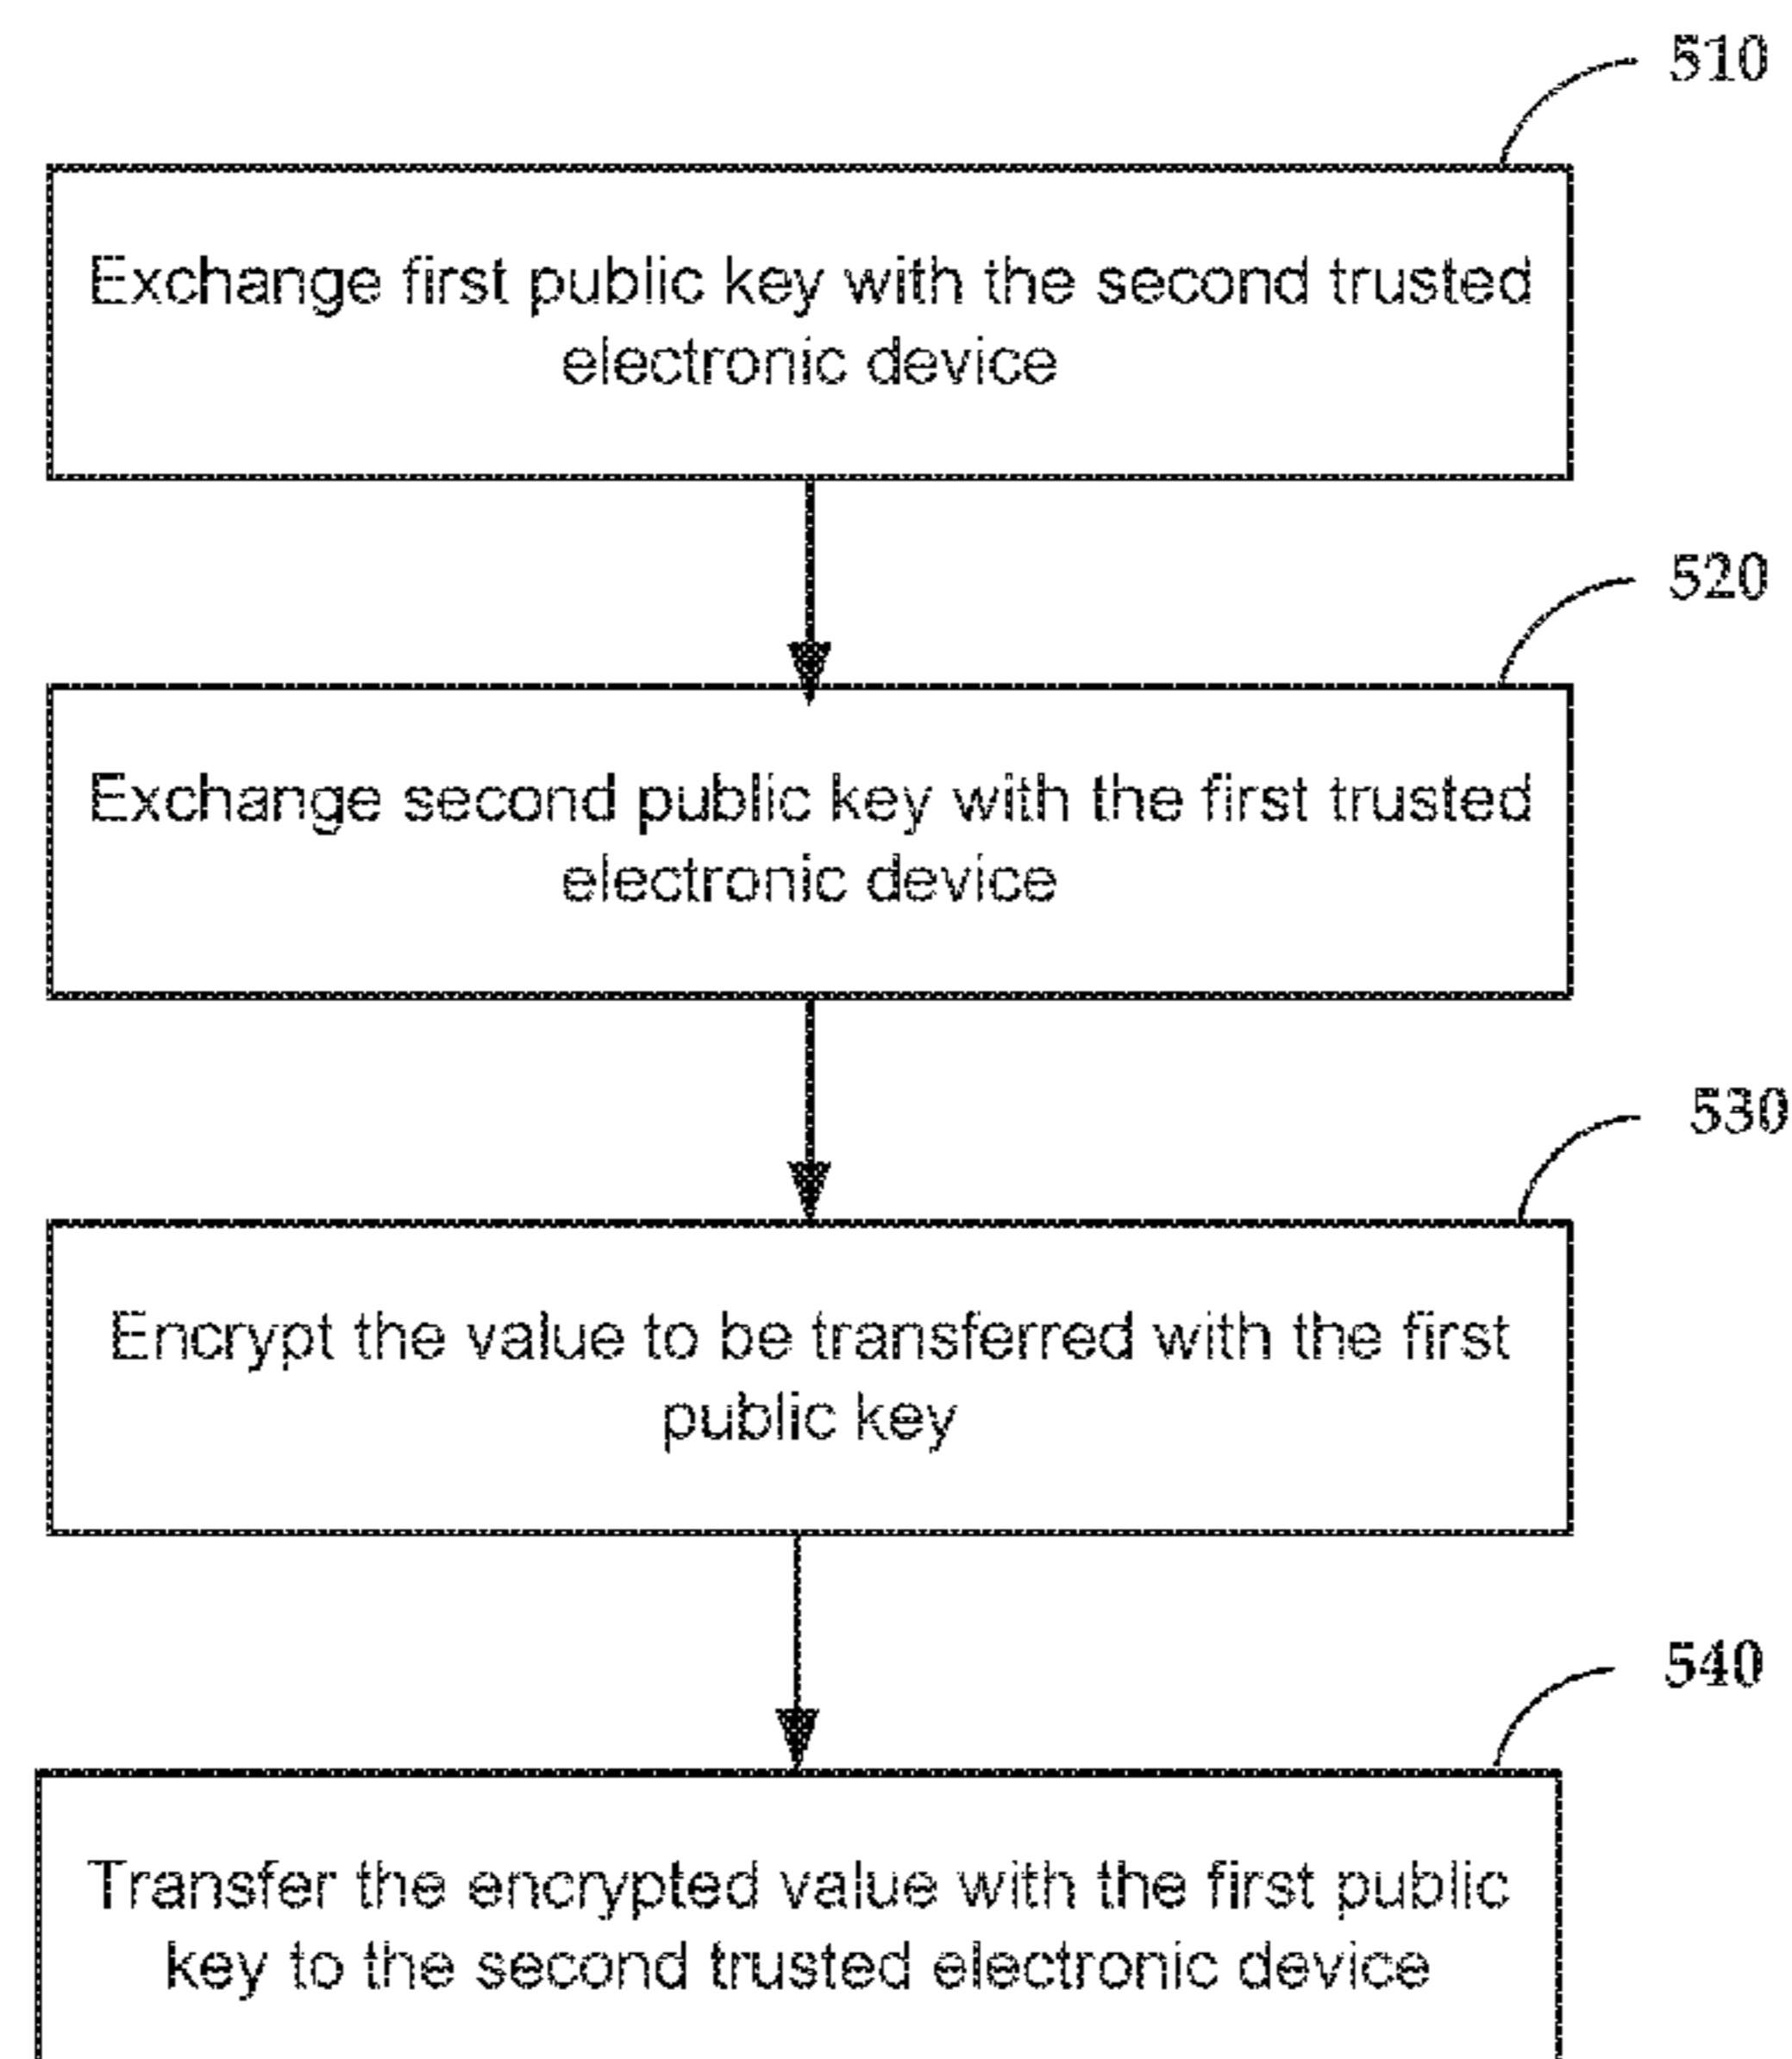 510
Exchange first public key with the second trusted
electronic device
520
Exchange second public key with the first trusted
electronic device
530
Encrypt the value to be transferred with the first
public key
540
Transfer the encrypted value with the first public
key to the second trusted electronic device